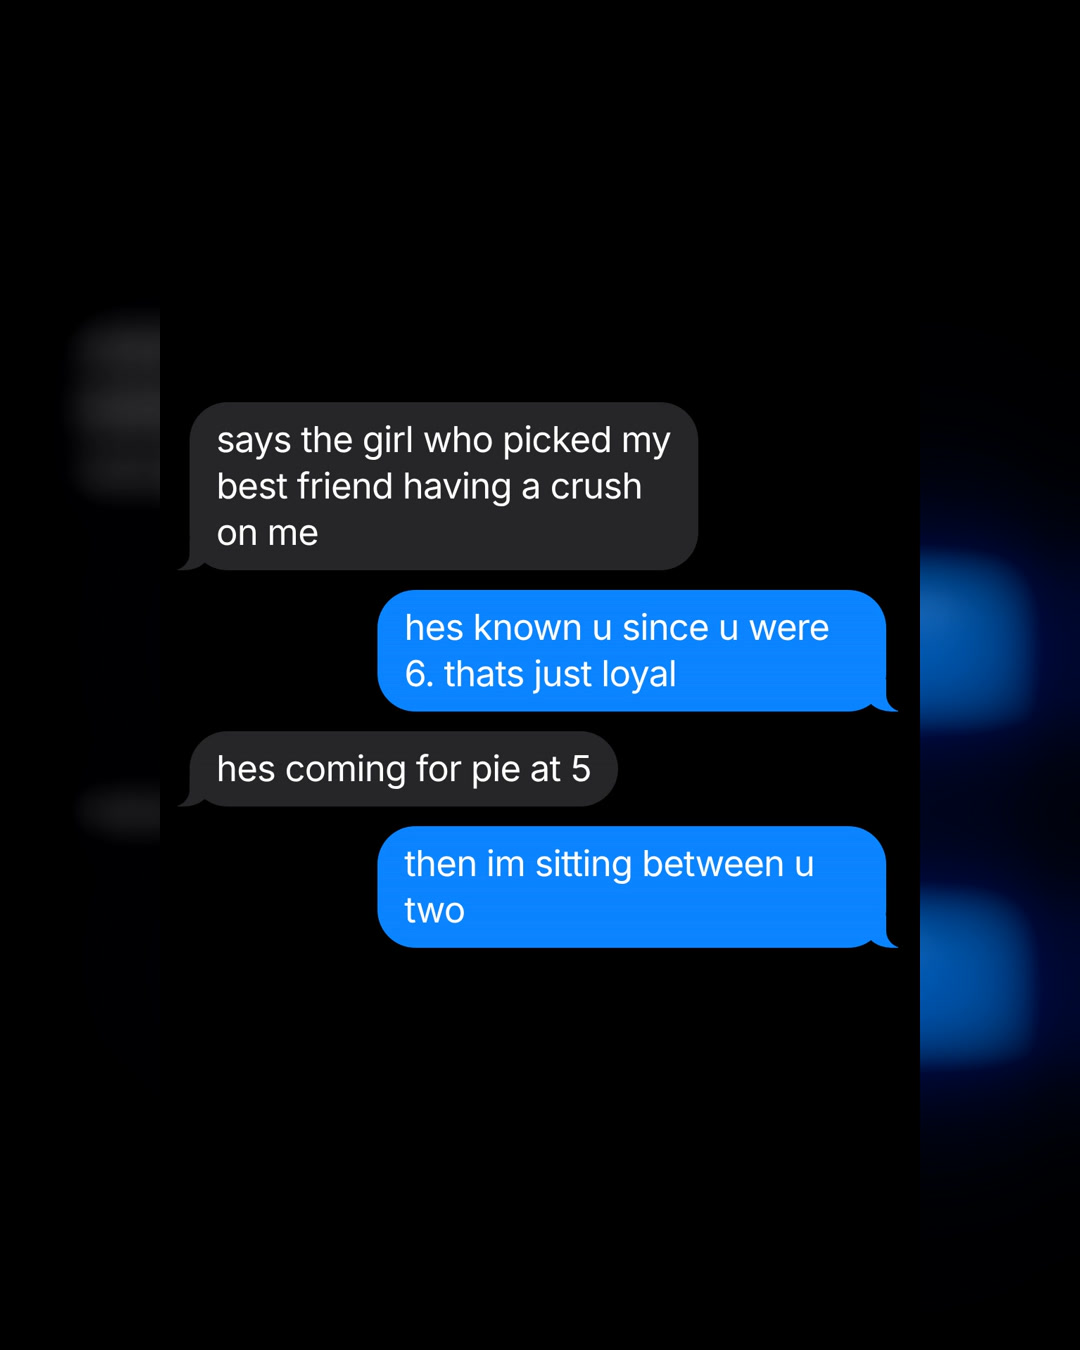 says the girl who picked my
best friend having a crush
on me
hes known u since u were
6. thats just loyal
hes coming for pie at 5
then im sitting between u
two